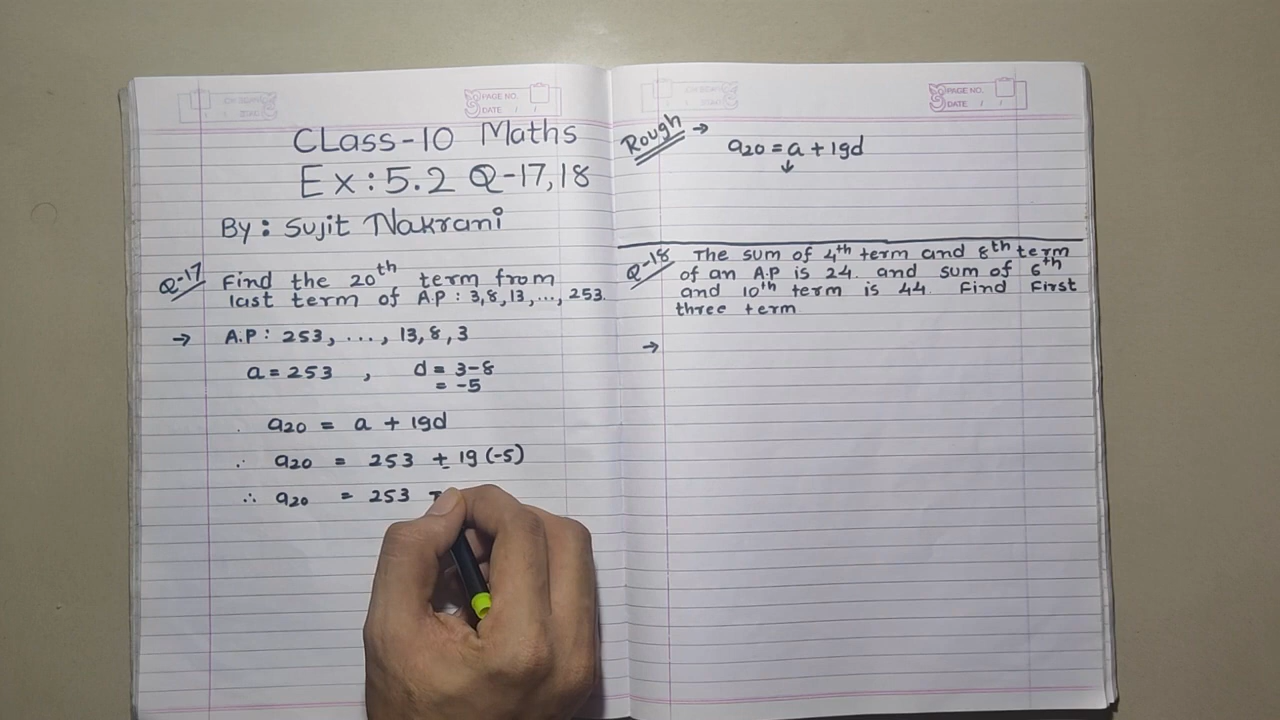 PAGE NO.
DATE / /
CLass-10 Maths
Ex:5.2 Q-17,18
By: Sujit Nakrani
Q-17 Find the 20th term from
last term of A.P: 3,8,13,...,253.
→ A.P: 253, ..., 13,8,3
a = 253 , d = 3-8
= -5
a20 = a + 19d
∴ a20 = 253 + 19(-5)
∴ a20 = 253
PAGE NO.
DATE / /
Rough → a20 = a + 19d
↓
Q-18 The sum of 4th term and 8th term
of an A.P is 24. and sum of 6th
and 10th term is 44. Find First
three term
→